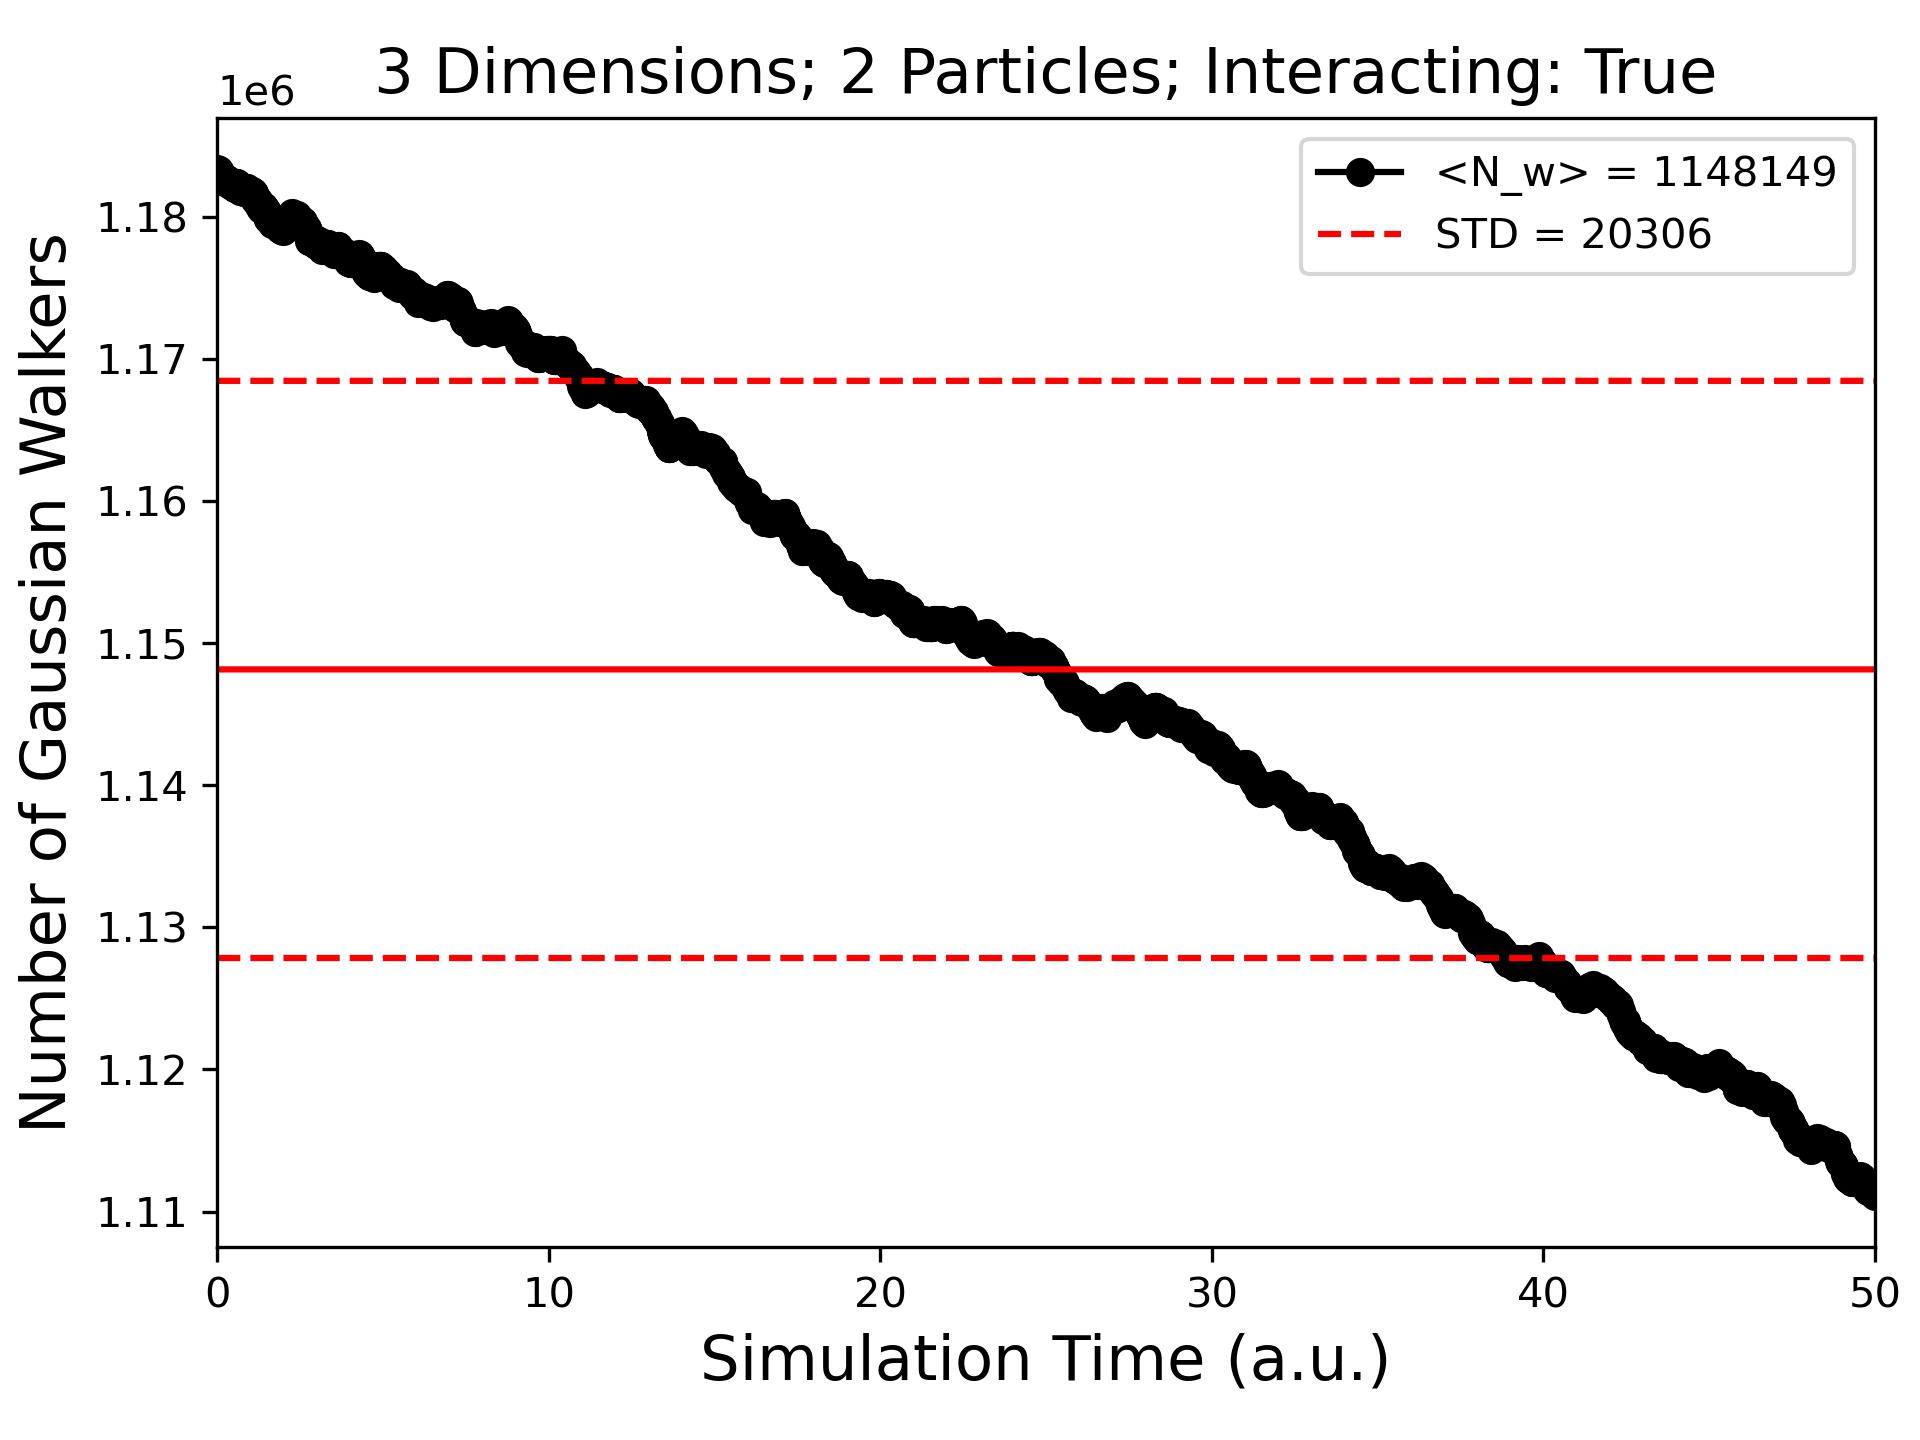 3 Dimensions; 2 Particles; Interacting: True
1e6
<N_w> = 1148149
STD = 20306
Number of Gaussian Walkers
1.18
1.17
1.16
1.15
1.14
1.13
1.12
1.11
0 10 20 30 40 50
Simulation Time (a.u.)